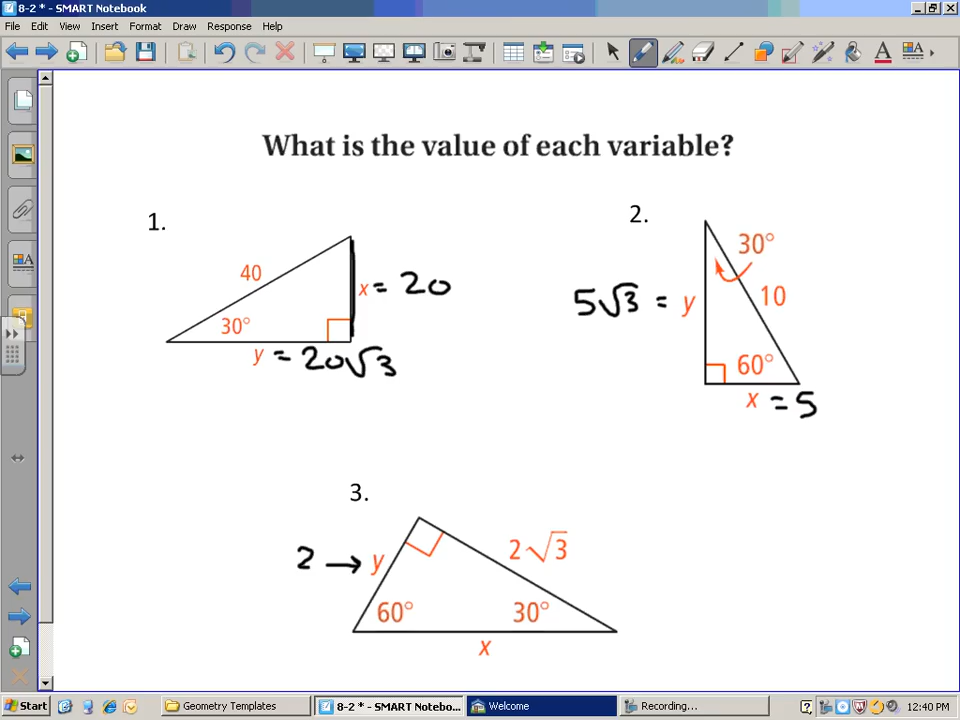 8-2 * - SMART Notebook
File Edit View Insert Format Draw Response Help
What is the value of each variable?
1.
40
30°
x = 20
y = 20√3
2.
30°
10
5√3 = y
60°
x = 5
3.
2 → y
2√3
60°
30°
x
Start
Geometry Templates
8-2 * - SMART Notebo...
Welcome
Recording...
12:40 PM